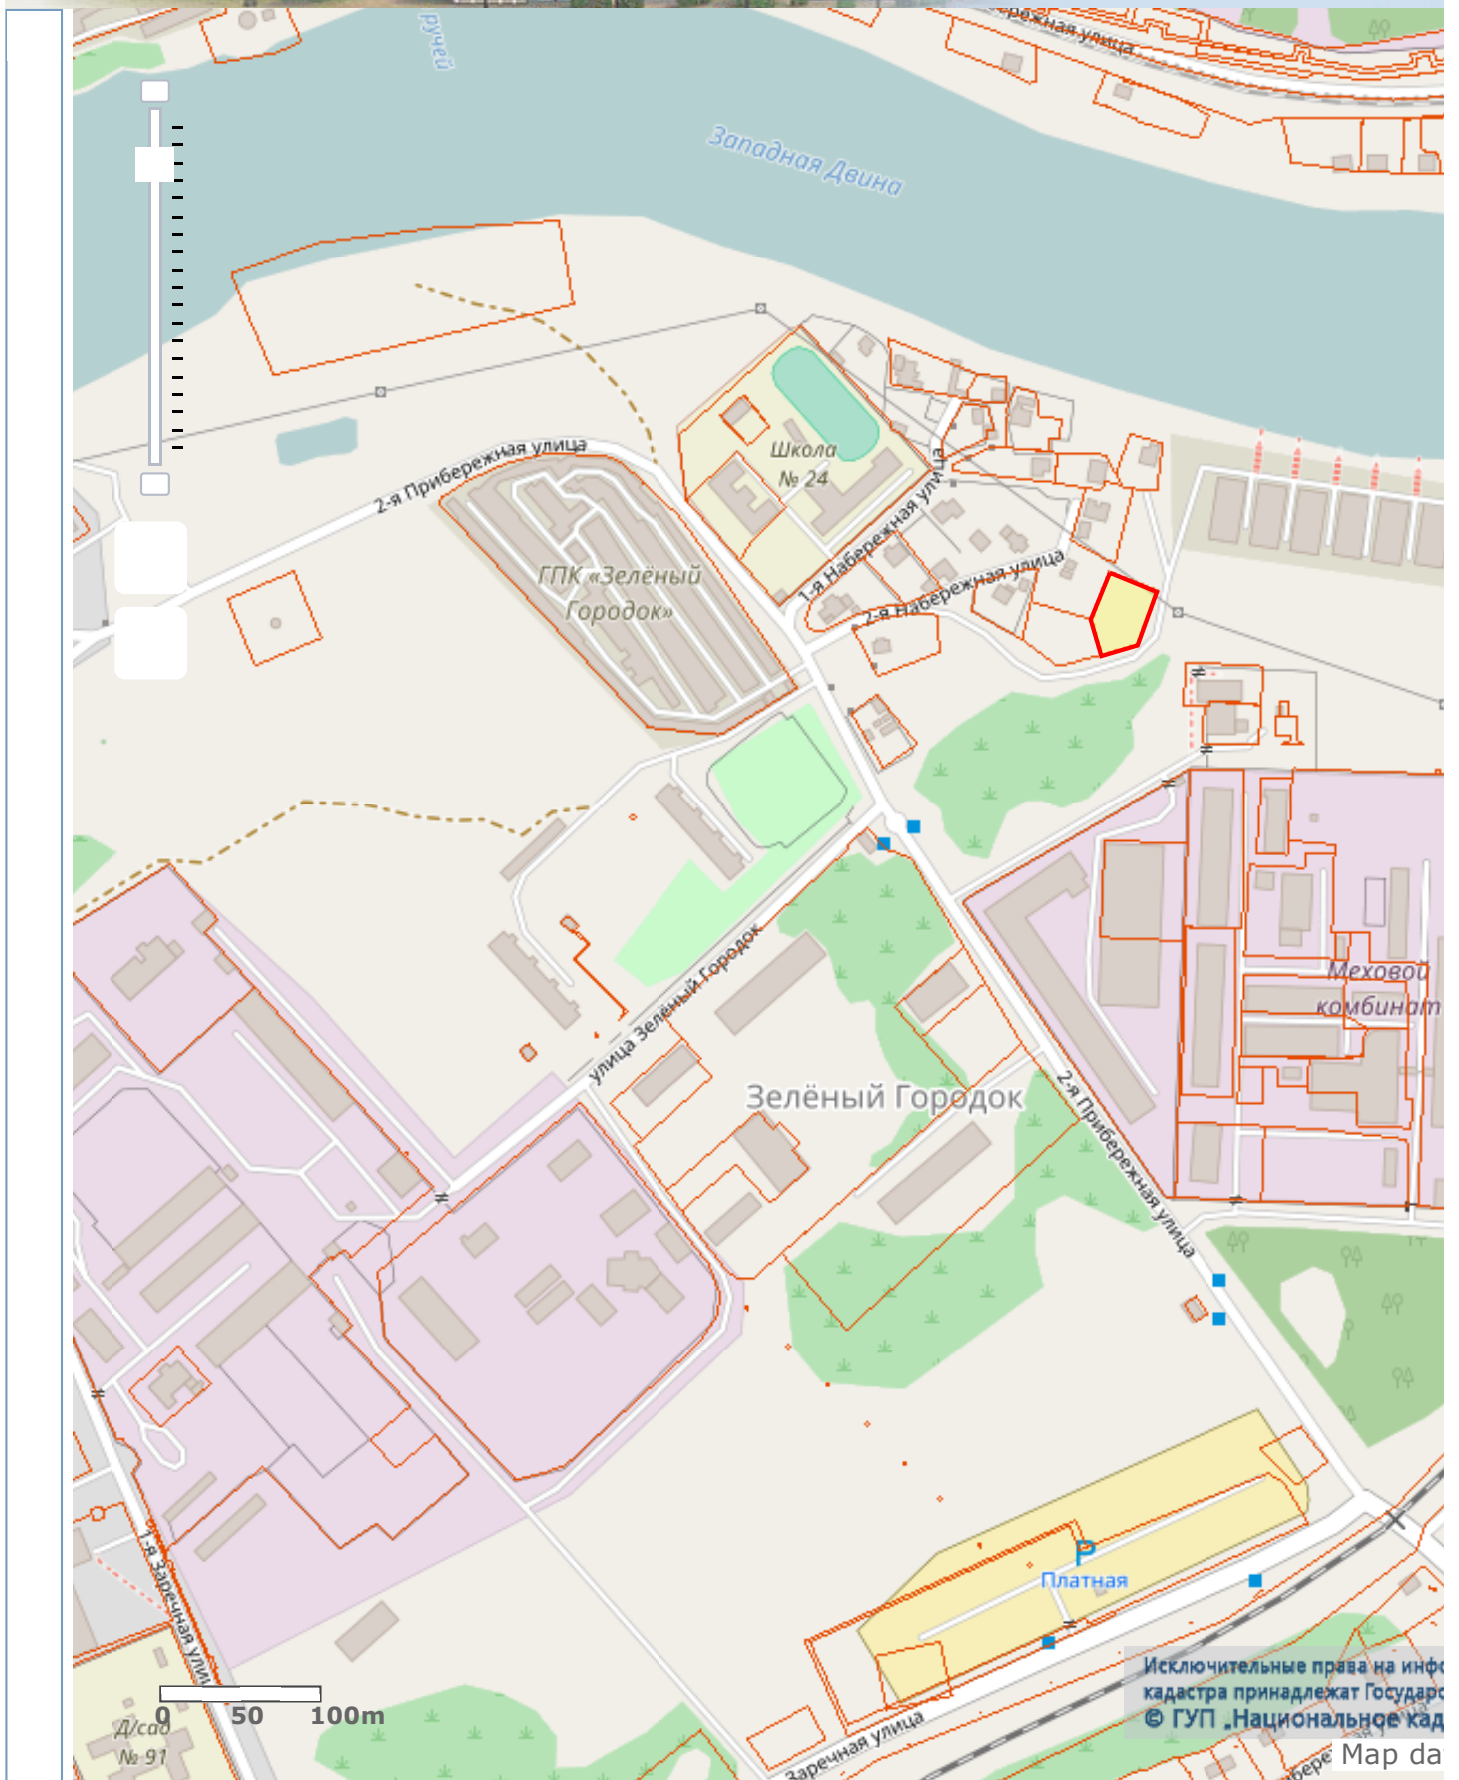 бережная улица
ручей
Западная Двина
Школа
№ 24
2-я Прибережная улица
1-я Набережная улица
2-я Набережная улица
ГПК «Зелёный
Городок»
Меховой
комбинат
улица Зелёный Городок
Зелёный Городок
2-я Прибережная улица
P
Платная
1-я Заречная улиц
Исключительные права на инфо
кадастра принадлежат Государс
© ГУП „Национальное кад
0 50 100m
Д/сад
№ 91
Заречная улица
Map da